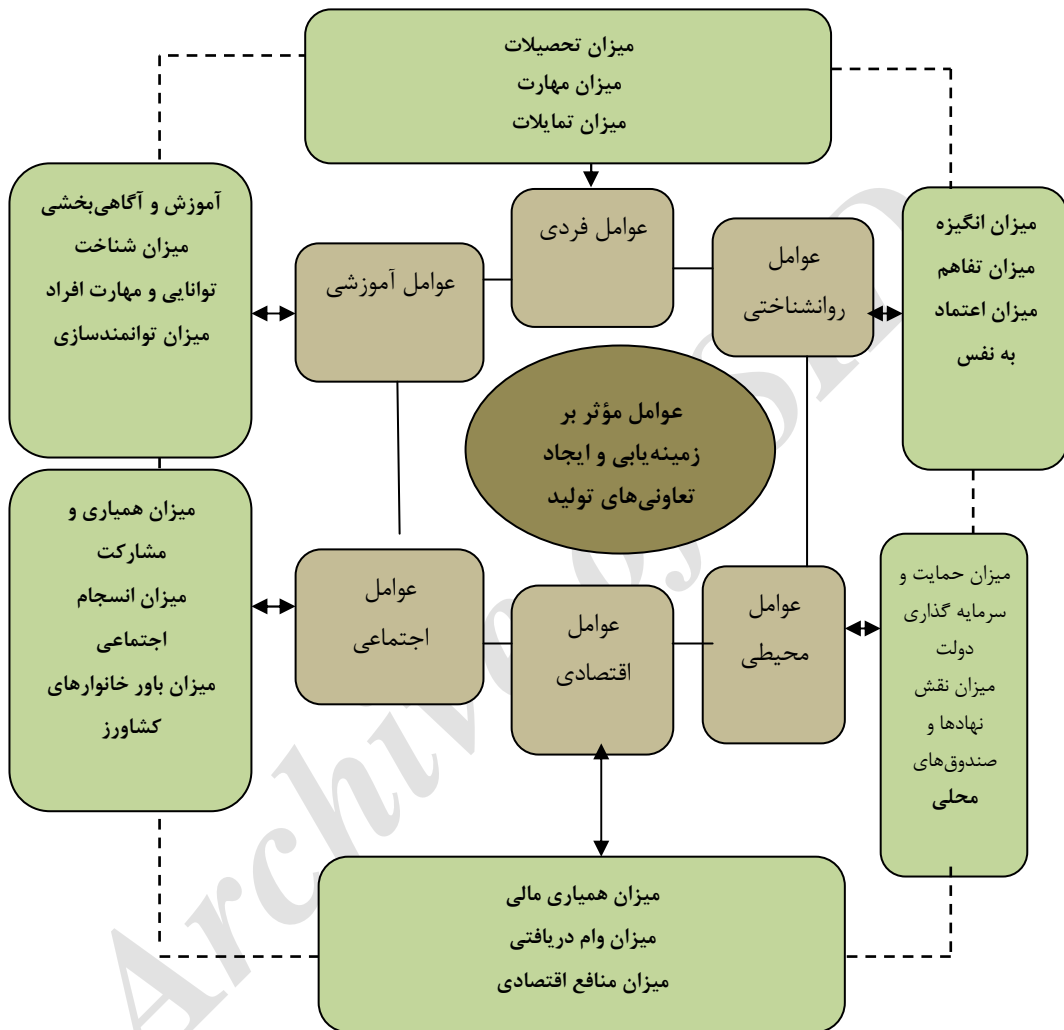 میزان تحصیلات
میزان مهارت
میزان تمایلات
عوامل فردی
عوامل
روانشناختی
میزان انگیزه
میزان تفاهم
میزان اعتماد
به نفس
عوامل آموزشی
آموزش و آگاهی‌بخشی
میزان شناخت
توانایی و مهارت افراد
میزان توانمندسازی
عوامل مؤثر بر
زمینه‌یابی و ایجاد
تعاونی‌های تولید
عوامل
محیطی
میزان حمایت و
سرمایه گذاری
دولت
میزان نقش
نهادها و
صندوق‌های
محلی
عوامل
اقتصادی
عوامل
اجتماعی
میزان همیاری و
مشارکت
میزان انسجام
اجتماعی
میزان باور خانوارهای
کشاورز
میزان همیاری مالی
میزان وام دریافتی
میزان منافع اقتصادی